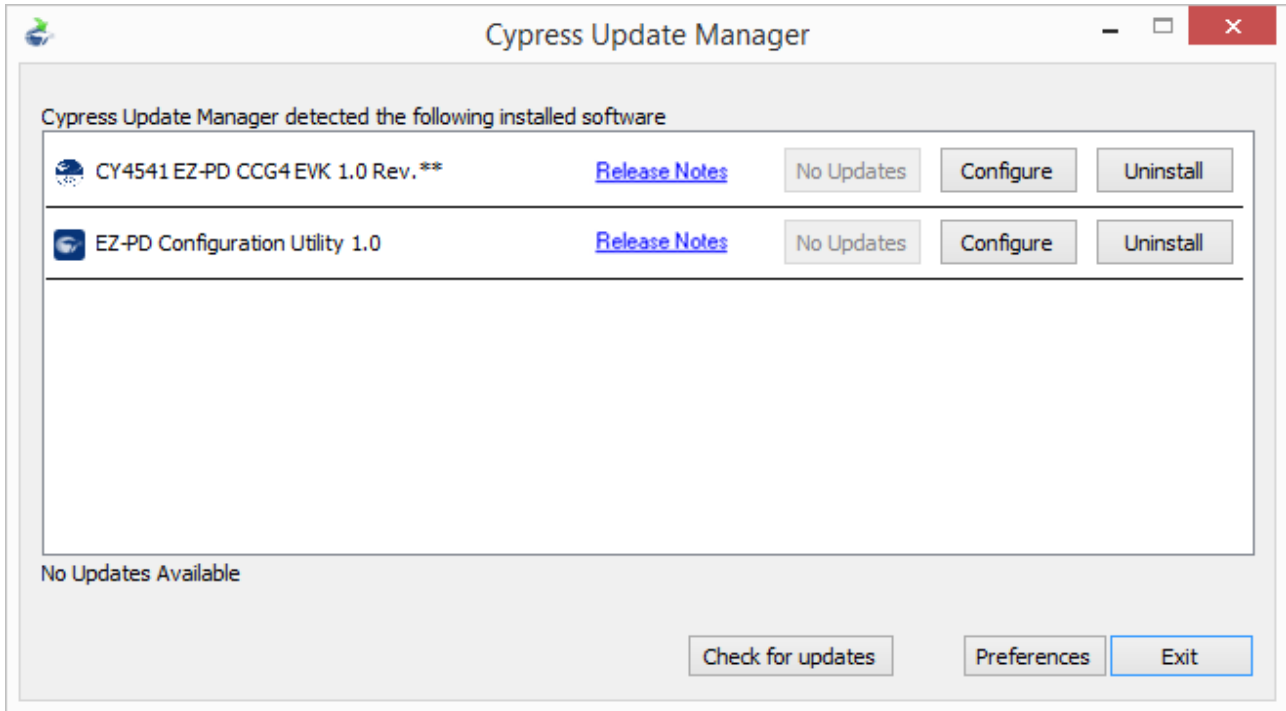 Cypress Update Manager
Cypress Update Manager detected the following installed software
CY4541 EZ-PD CCG4 EVK 1.0 Rev.** Release Notes No Updates Configure Uninstall
EZ-PD Configuration Utility 1.0 Release Notes No Updates Configure Uninstall
No Updates Available
Check for updates Preferences Exit